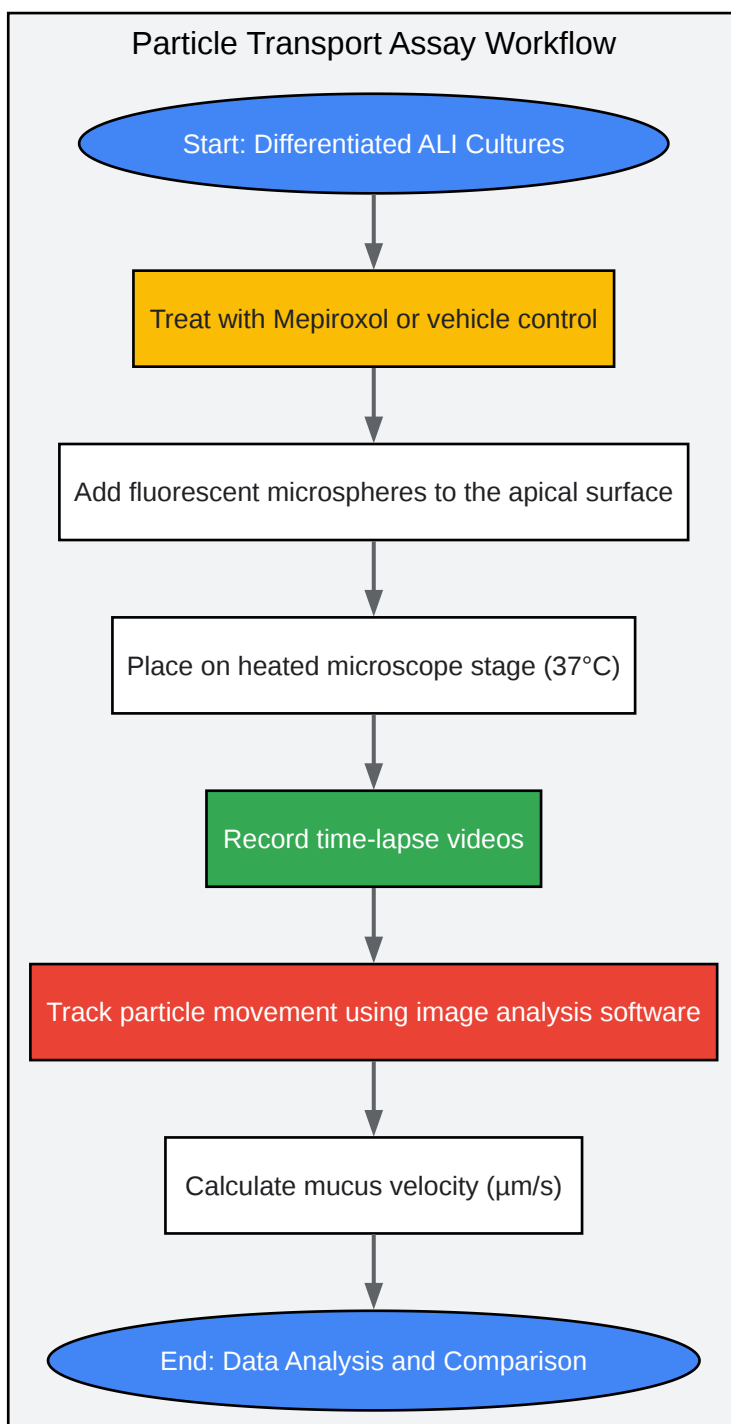 Particle Transport Assay Workflow
Start: Differentiated ALI Cultures
Treat with Mepiroxol or vehicle control
Add fluorescent microspheres to the apical surface
Place on heated microscope stage (37°C)
Record time-lapse videos
Track particle movement using image analysis software
Calculate mucus velocity (µm/s)
End: Data Analysis and Comparison